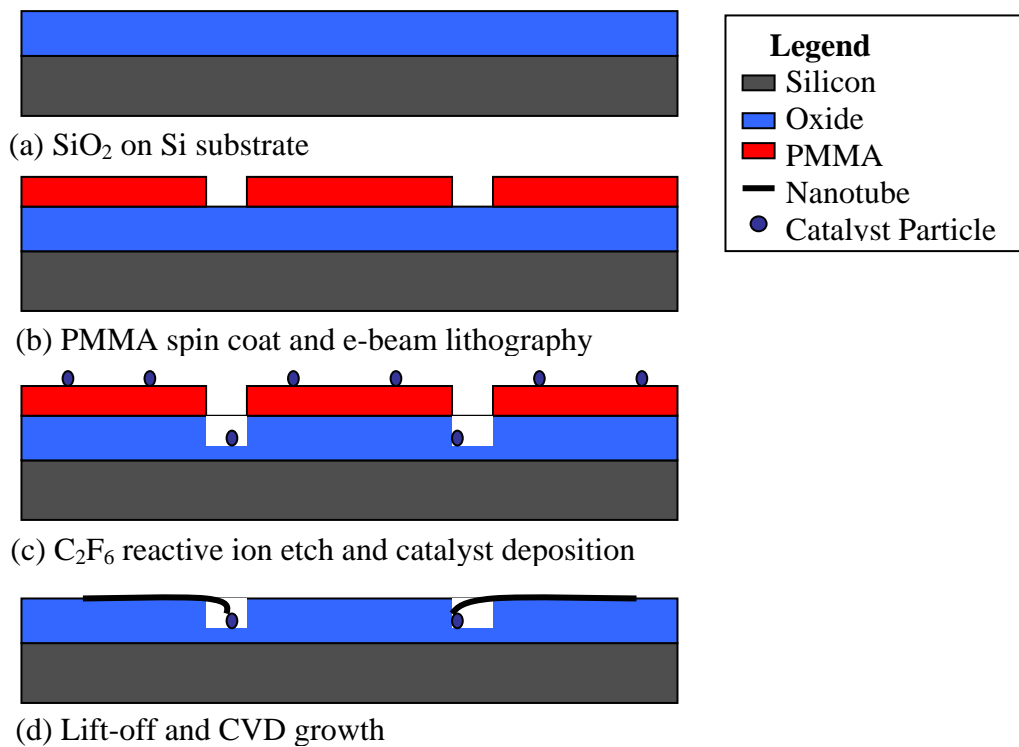 Legend
Silicon
Oxide
PMMA
Nanotube
Catalyst Particle
(a) SiO₂ on Si substrate
(b) PMMA spin coat and e-beam lithography
(c) C₂F₆ reactive ion etch and catalyst deposition
(d) Lift-off and CVD growth